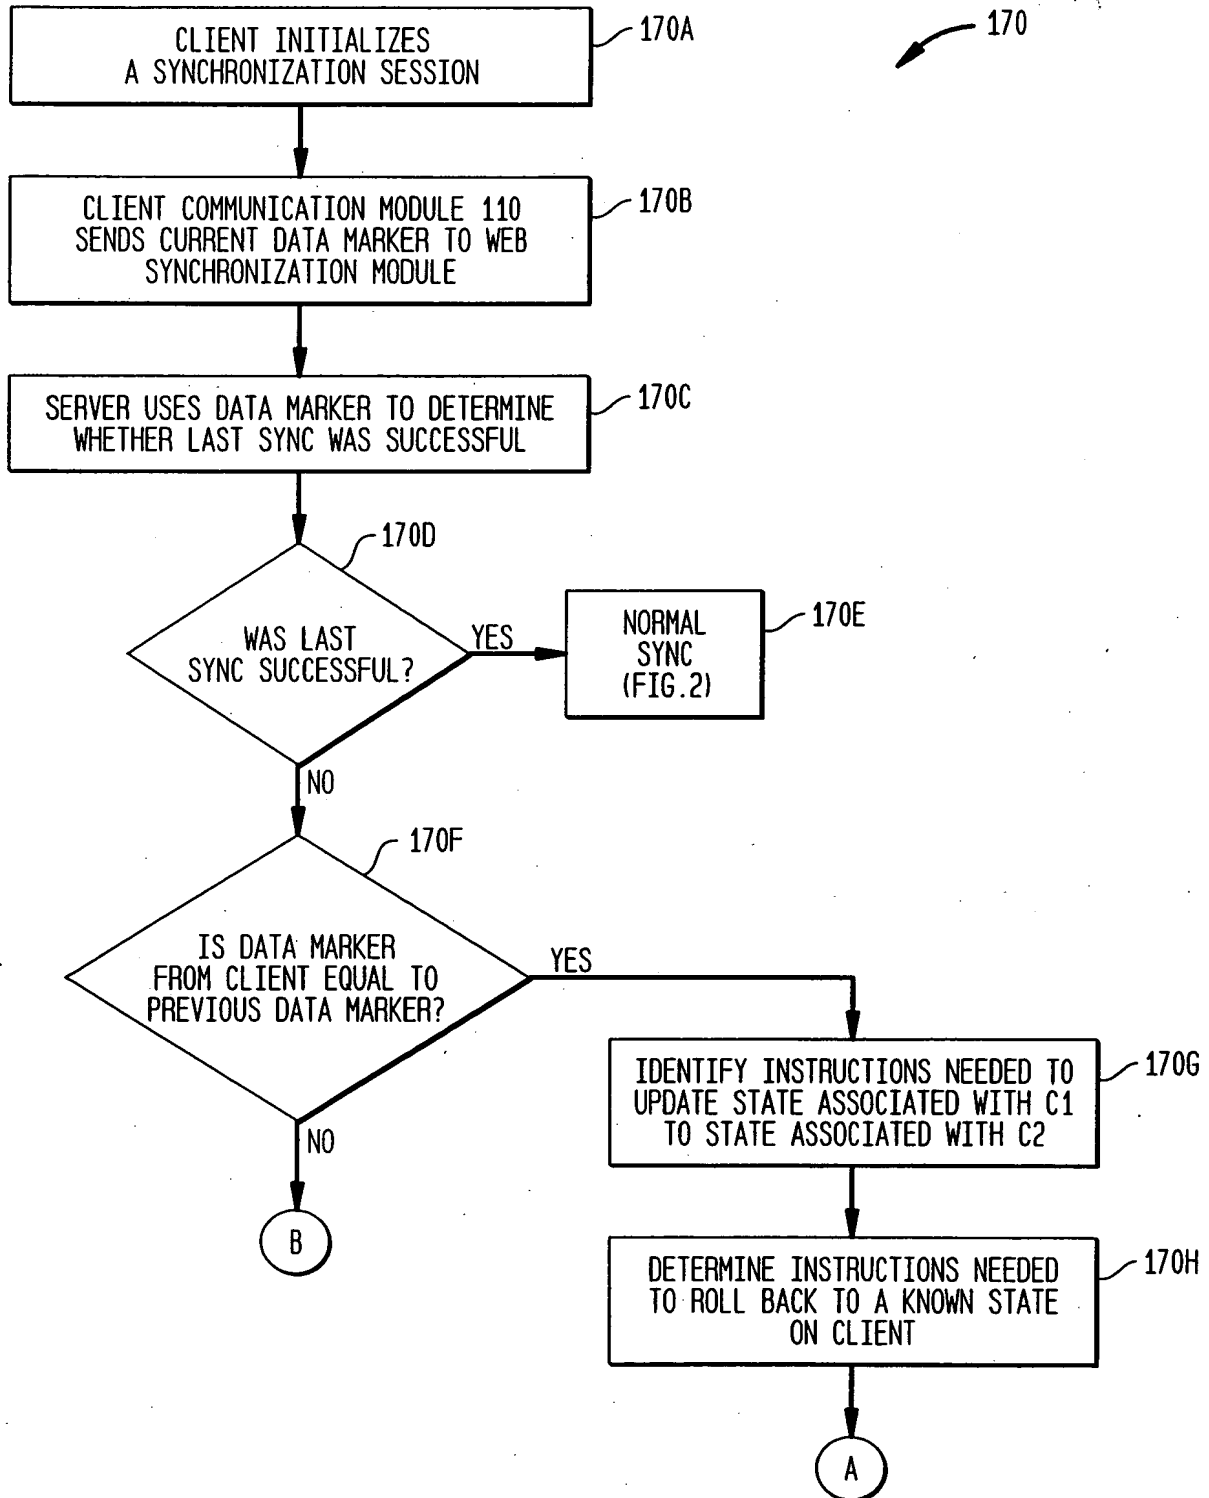 170
CLIENT INITIALIZES
A SYNCHRONIZATION SESSION
170A
CLIENT COMMUNICATION MODULE 110
SENDS CURRENT DATA MARKER TO WEB
SYNCHRONIZATION MODULE
170B
SERVER USES DATA MARKER TO DETERMINE
WHETHER LAST SYNC WAS SUCCESSFUL
170C
170D
WAS LAST
SYNC SUCCESSFUL?
YES
NORMAL
SYNC
(FIG.2)
170E
NO
170F
IS DATA MARKER
FROM CLIENT EQUAL TO
PREVIOUS DATA MARKER?
YES
NO
B
IDENTIFY INSTRUCTIONS NEEDED TO
UPDATE STATE ASSOCIATED WITH C1
TO STATE ASSOCIATED WITH C2
170G
DETERMINE INSTRUCTIONS NEEDED
TO ROLL BACK TO A KNOWN STATE
ON CLIENT
170H
A